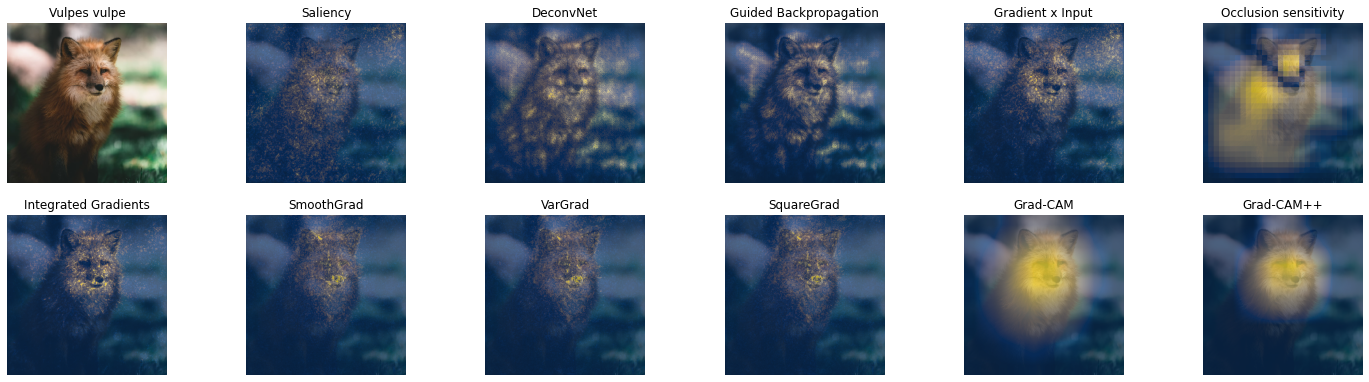 Vulpes vulpe
Saliency
DeconvNet
Guided Backpropagation
Gradient x Input
Occlusion sensitivity
Integrated Gradients
SmoothGrad
VarGrad
SquareGrad
Grad-CAM
Grad-CAM++